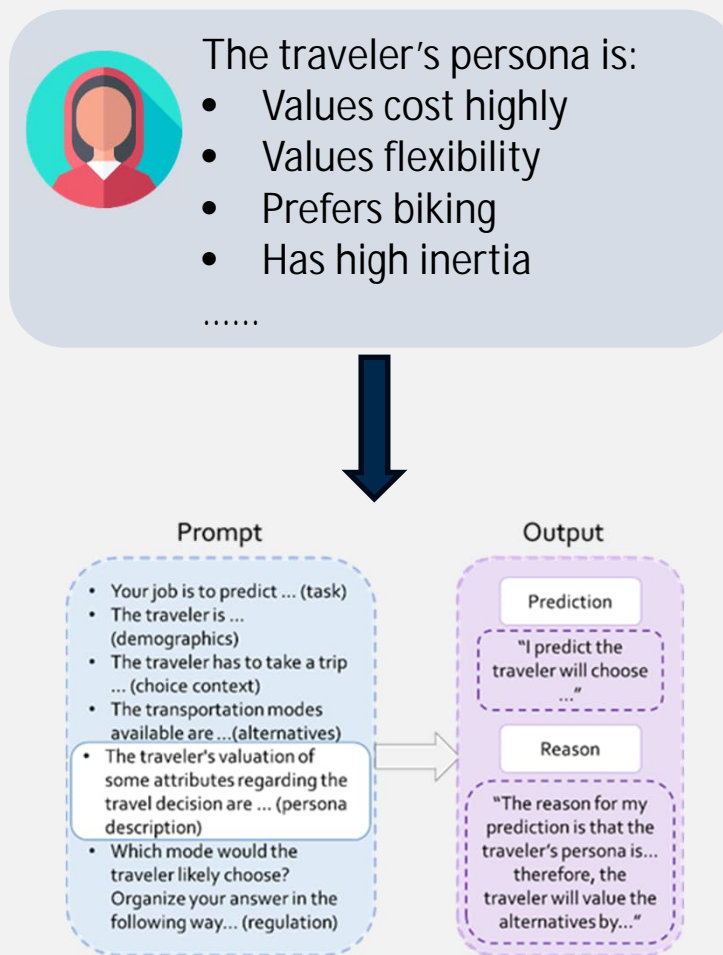 The traveler's persona is:
• Values cost highly
• Values flexibility
• Prefers biking
• Has high inertia
......
Prompt
• Your job is to predict ... (task)
• The traveler is ...
(demographics)
• The traveler has to take a trip
... (choice context)
• The transportation modes
available are ...(alternatives)
• The traveler's valuation of
some attributes regarding the
travel decision are ... (persona
description)
• Which mode would the
traveler likely choose?
Organize your answer in the
following way... (regulation)
Output
Prediction
"I predict the
traveler will choose
..."
Reason
"The reason for my
prediction is that the
traveler's persona is...
therefore, the
traveler will value the
alternatives by..."